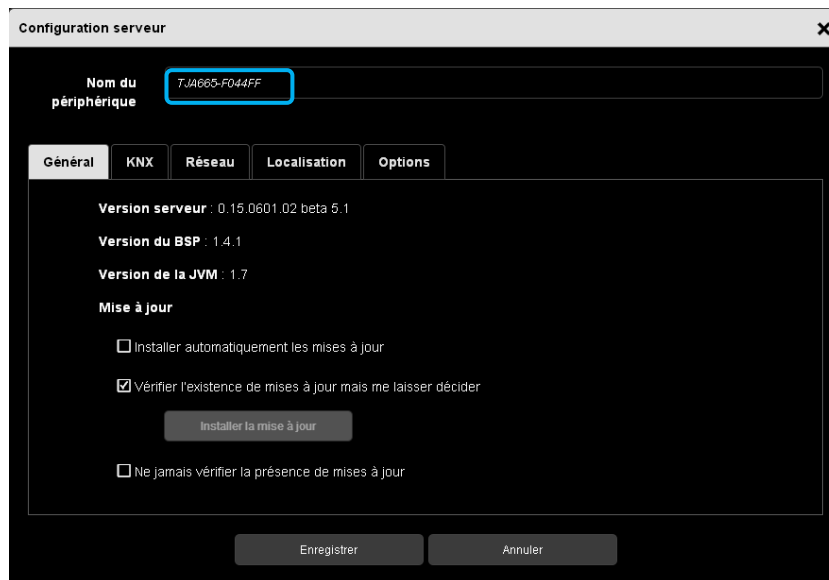 Configuration serveur
Nom du périphérique
TJA665-F044FF
Général KNX Réseau Localisation Options
Version serveur : 0.15.0601.02 beta 5.1
Version du BSP : 1.4.1
Version de la JVM : 1.7
Mise à jour
Installer automatiquement les mises à jour
Vérifier l'existence de mises à jour mais me laisser décider
Installer la mise à jour
Ne jamais vérifier la présence de mises à jour
Enregistrer Annuler